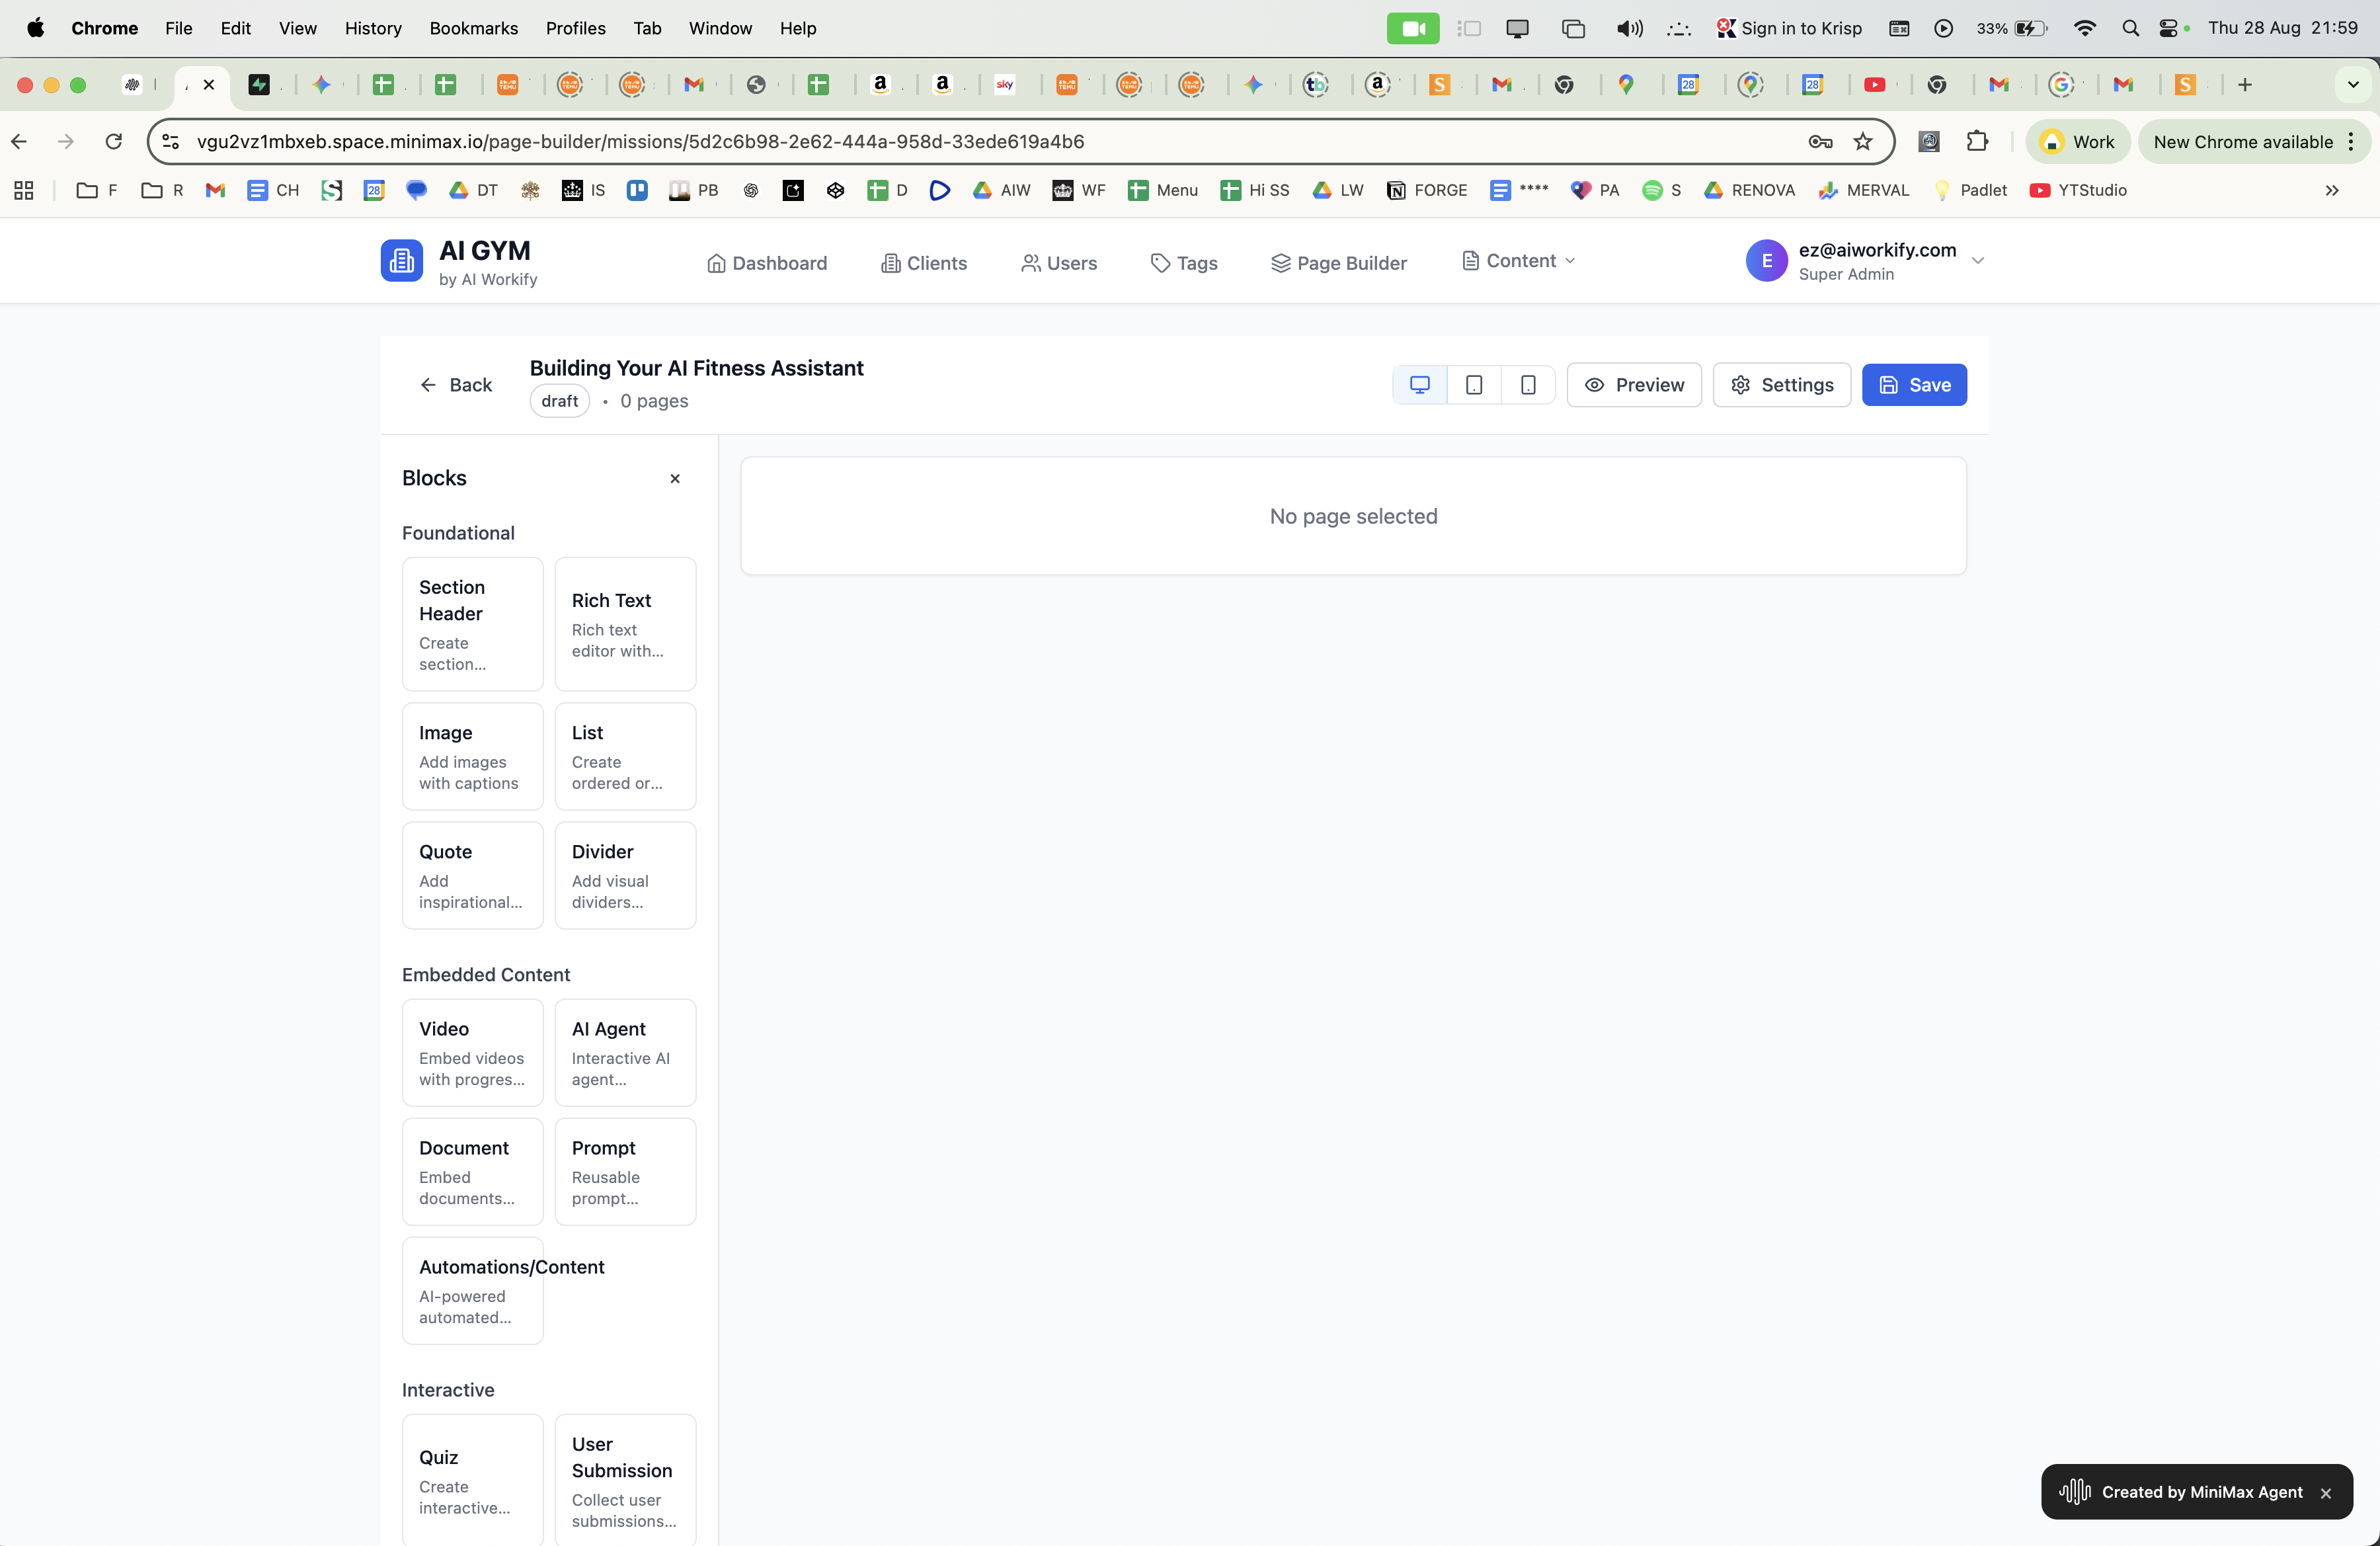 Chrome File Edit View History Bookmarks Profiles Tab Window Help Sign in to Krisp 33% Thu 28 Aug 21:59
sky
vgu2vz1mbxeb.space.minimax.io/page-builder/missions/5d2c6b98-2e62-444a-958d-33ede619a4b6 Work New Chrome available
F R CH DT IS PB D AIW WF Menu Hi SS LW FORGE **** PA S RENOVA MERVAL Padlet YTStudio
AI GYM
by AI Workify
Dashboard Clients Users Tags Page Builder Content
E
ez@aiworkify.com
Super Admin
Back
Building Your AI Fitness Assistant
draft • 0 pages
Preview Settings Save
Blocks
No page selected
Foundational
Section Header
Create section...
Rich Text
Rich text editor with...
Image
Add images with captions
List
Create ordered or...
Quote
Add inspirational...
Divider
Add visual dividers...
Embedded Content
Video
Embed videos with progres...
AI Agent
Interactive AI agent...
Document
Embed documents...
Prompt
Reusable prompt...
Automations/Content
AI-powered automated...
Interactive
Quiz
Create interactive...
User Submission
Collect user submissions...
Created by MiniMax Agent